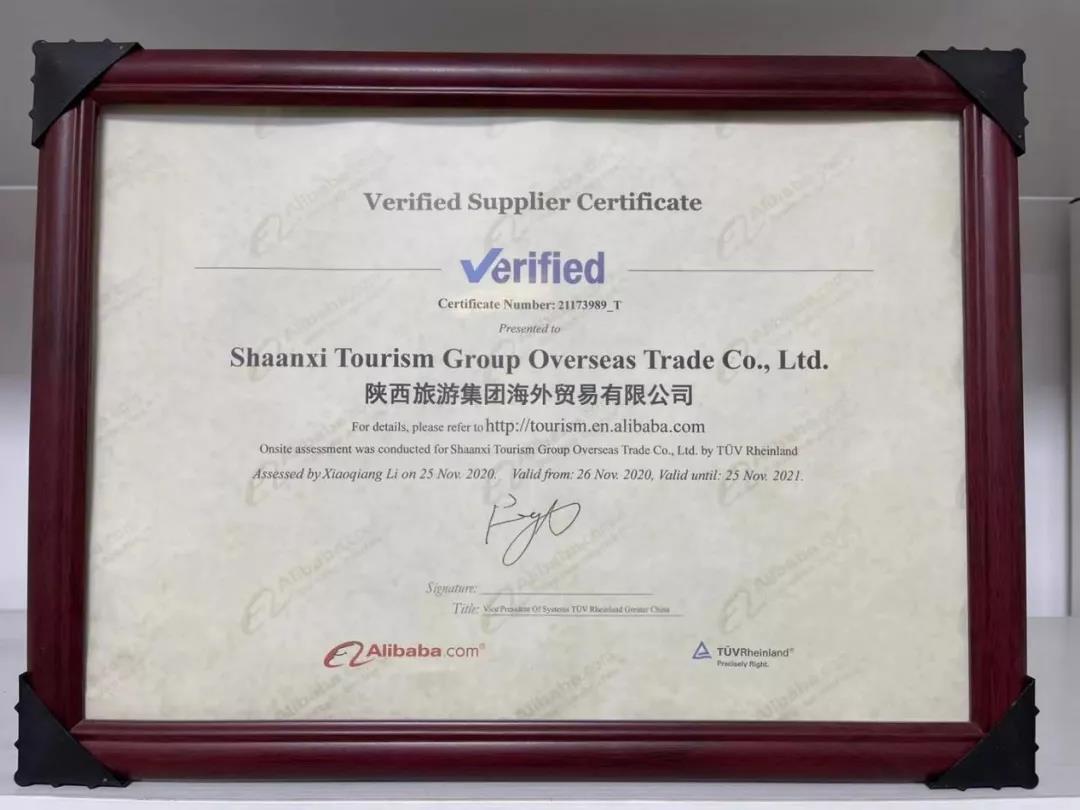 Verified Supplier Certificate
Verified
Certificate Number: 21173989_T
Presented to
Shaanxi Tourism Group Overseas Trade Co., Ltd.
陕西旅游集团海外贸易有限公司
For details, please refer to http://tourism.en.alibaba.com
Onsite assessment was conducted for Shaanxi Tourism Group Overseas Trade Co., Ltd. by TÜV Rheinland
Assessed by Xiaoqiang Li on 25 Nov. 2020. Valid from: 26 Nov. 2020, Valid until: 25 Nov. 2021.
Signature:
Title: Vice President Of Systems TÜV Rheinland Greater China
Alibaba.com®
TÜVRheinland®
Precisely Right.